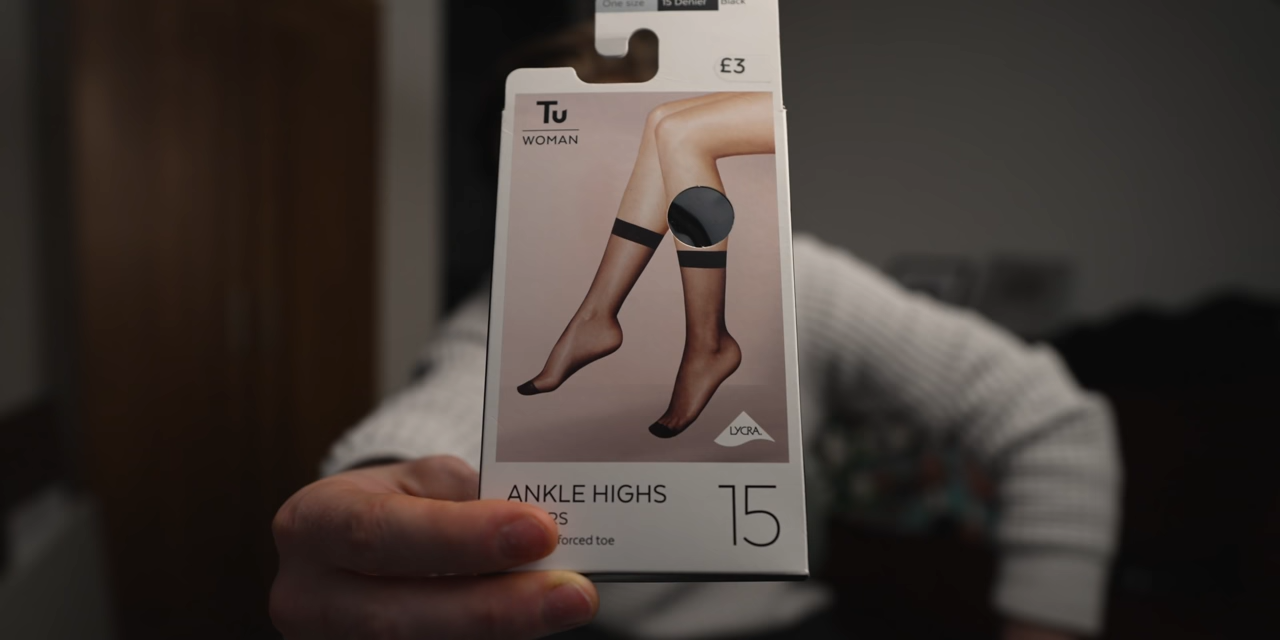 One size 15 Denier Black
£3
Tu
WOMAN
LYCRA
ANKLE HIGHS
15
forced toe